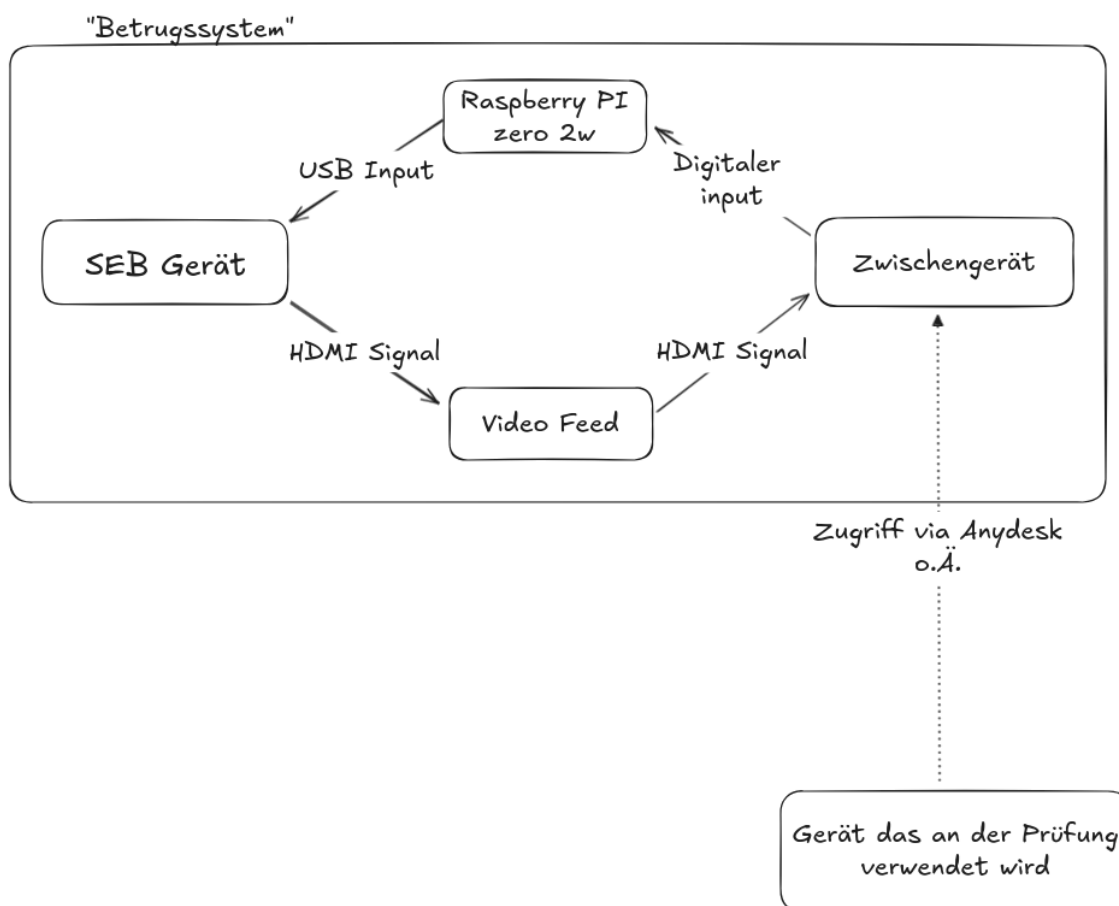 "Betrugssystem"
Raspberry PI
zero 2w
USB Input
Digitaler
input
SEB Gerät
Zwischengerät
HDMI Signal
HDMI Signal
Video Feed
Zugriff via Anydesk
o.Ä.
Gerät das an der Prüfung
verwendet wird